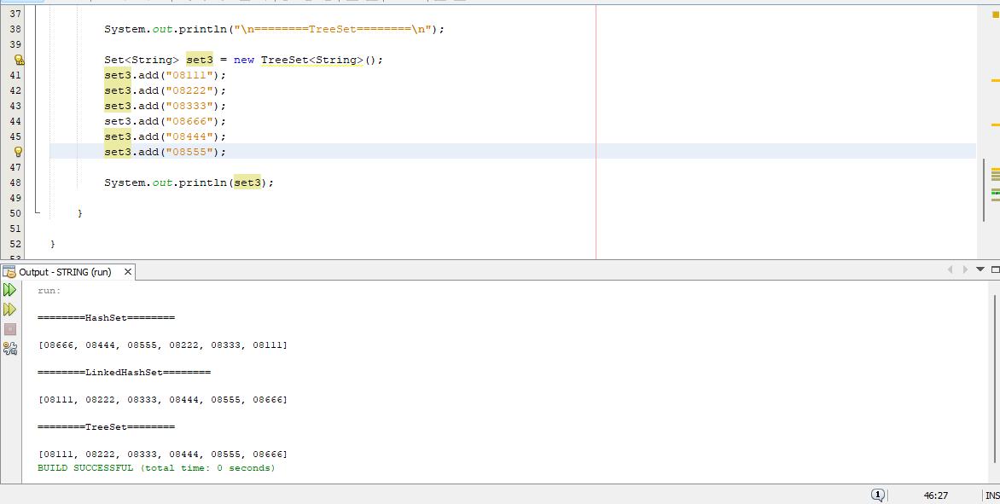 37
38 System.out.println("\n========TreeSet========\n");
39
Set<String> set3 = new TreeSet<String>();
41 set3.add("08111");
42 set3.add("08222");
43 set3.add("08333");
44 set3.add("08666");
45 set3.add("08444");
set3.add("08555");
47
48 System.out.println(set3);
49
50 }
51
52 }
53
Output - STRING (run)
run:
========HashSet========
[08666, 08444, 08555, 08222, 08333, 08111]
========LinkedHashSet========
[08111, 08222, 08333, 08444, 08555, 08666]
========TreeSet========
[08111, 08222, 08333, 08444, 08555, 08666]
BUILD SUCCESSFUL (total time: 0 seconds)
1 46:27 INS